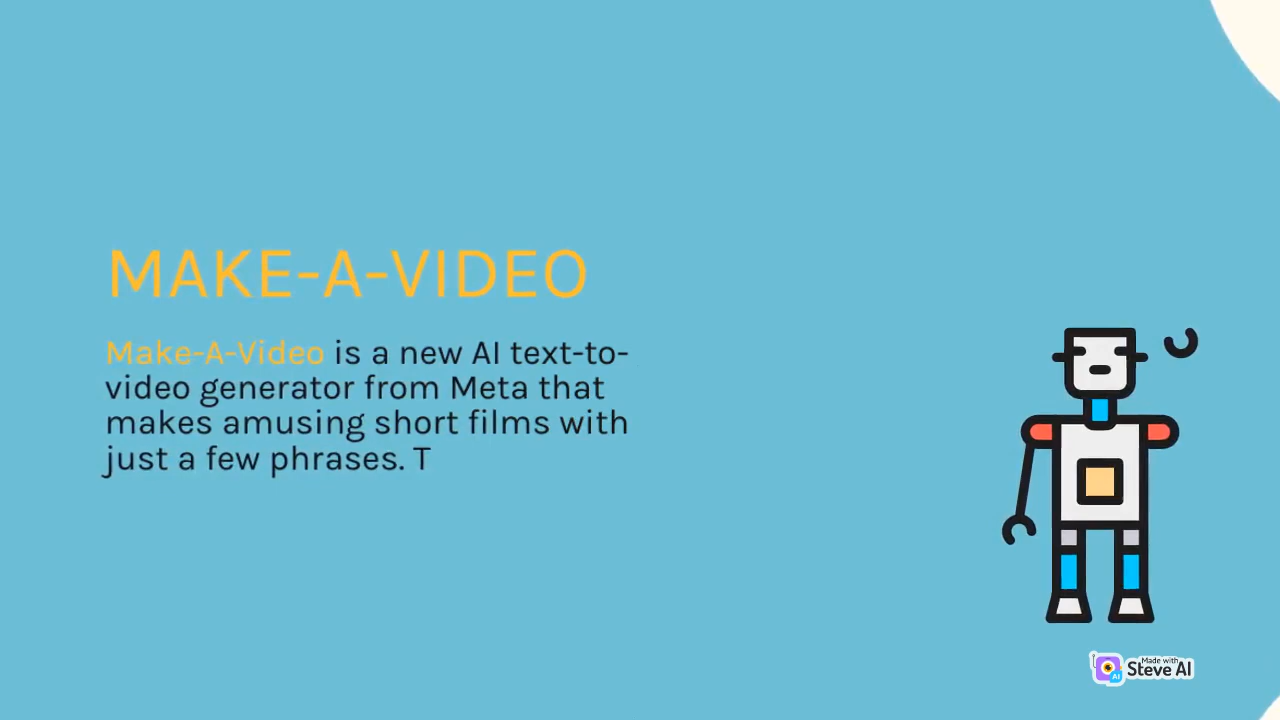 MAKE-A-VIDEO
Make-A-Video is a new AI text-to-
video generator from Meta that
makes amusing short films with
just a few phrases. T
Made with
AI
Steve AI